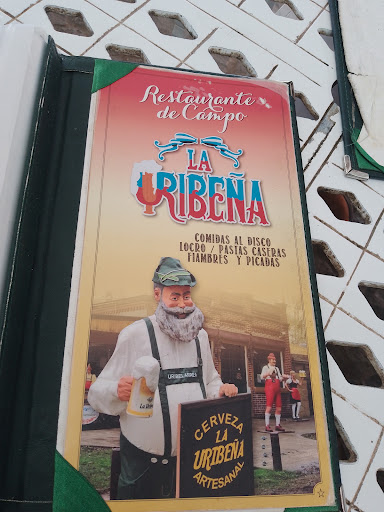 Restaurante
de Campo
LA
URIBEÑA
COMIDAS AL DISCO
LOCRO / PASTAS CASERAS
FIAMBRES Y PICADAS
CERVEZA
LA
URIBEÑA
ARTESANAL